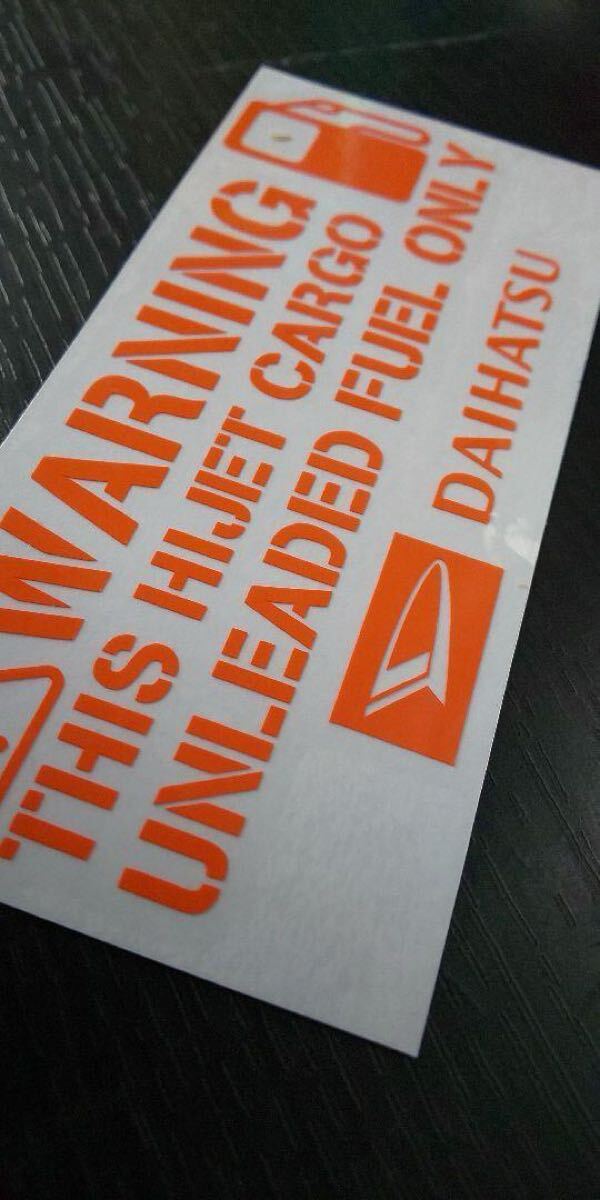 WARNING
THIS HIJET CARGO
UNLEADED FUEL ONLY
DAIHATSU